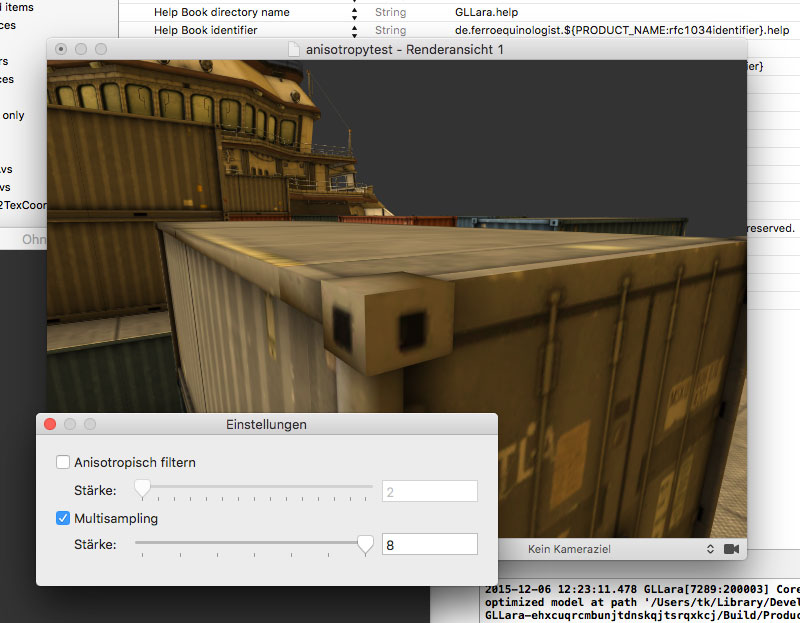 d items
Help Book directory name
String
GLLara.help
ces
Help Book identifier
String
de.ferroequinologist.${PRODUCT_NAME:rfc1034identifier}.help
anisotropytest - Renderansicht 1
rs
ier}
ces
only
.vs
vs
2TexCoor
reserved.
Ohn
Einstellungen
Anisotropisch filtern
Stärke:
2
Multisampling
Stärke:
8
Kein Kameraziel
2015-12-06 12:23:11.478 GLLara[7289:200003] Core
optimized model at path '/Users/tk/Library/Devel
GLLara-ehxcuqrcmbunjtdnskqjtsrqxkcj/Build/Produc